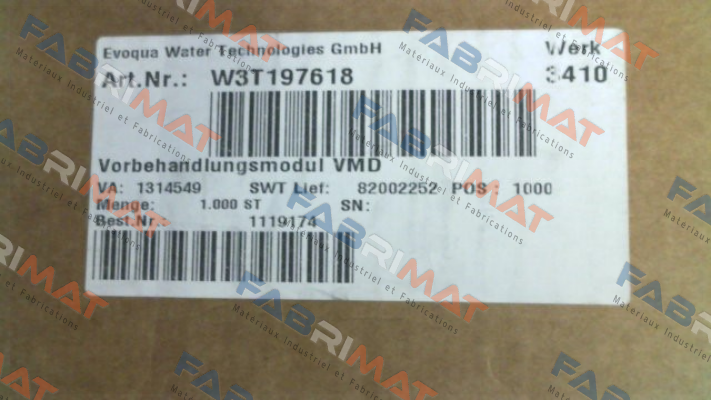 Evoqua Water Technologies GmbH Werk
Art.Nr.: W3T197618 3410
Vorbehandlungsmodul VMD
VA: 1314549 SWT Lief: 82002252 POS: 1000
Menge: 1.000 ST SN:
Best.Nr.: 1119174
FABRIMAT
Materiaux Industriel et Fabrications